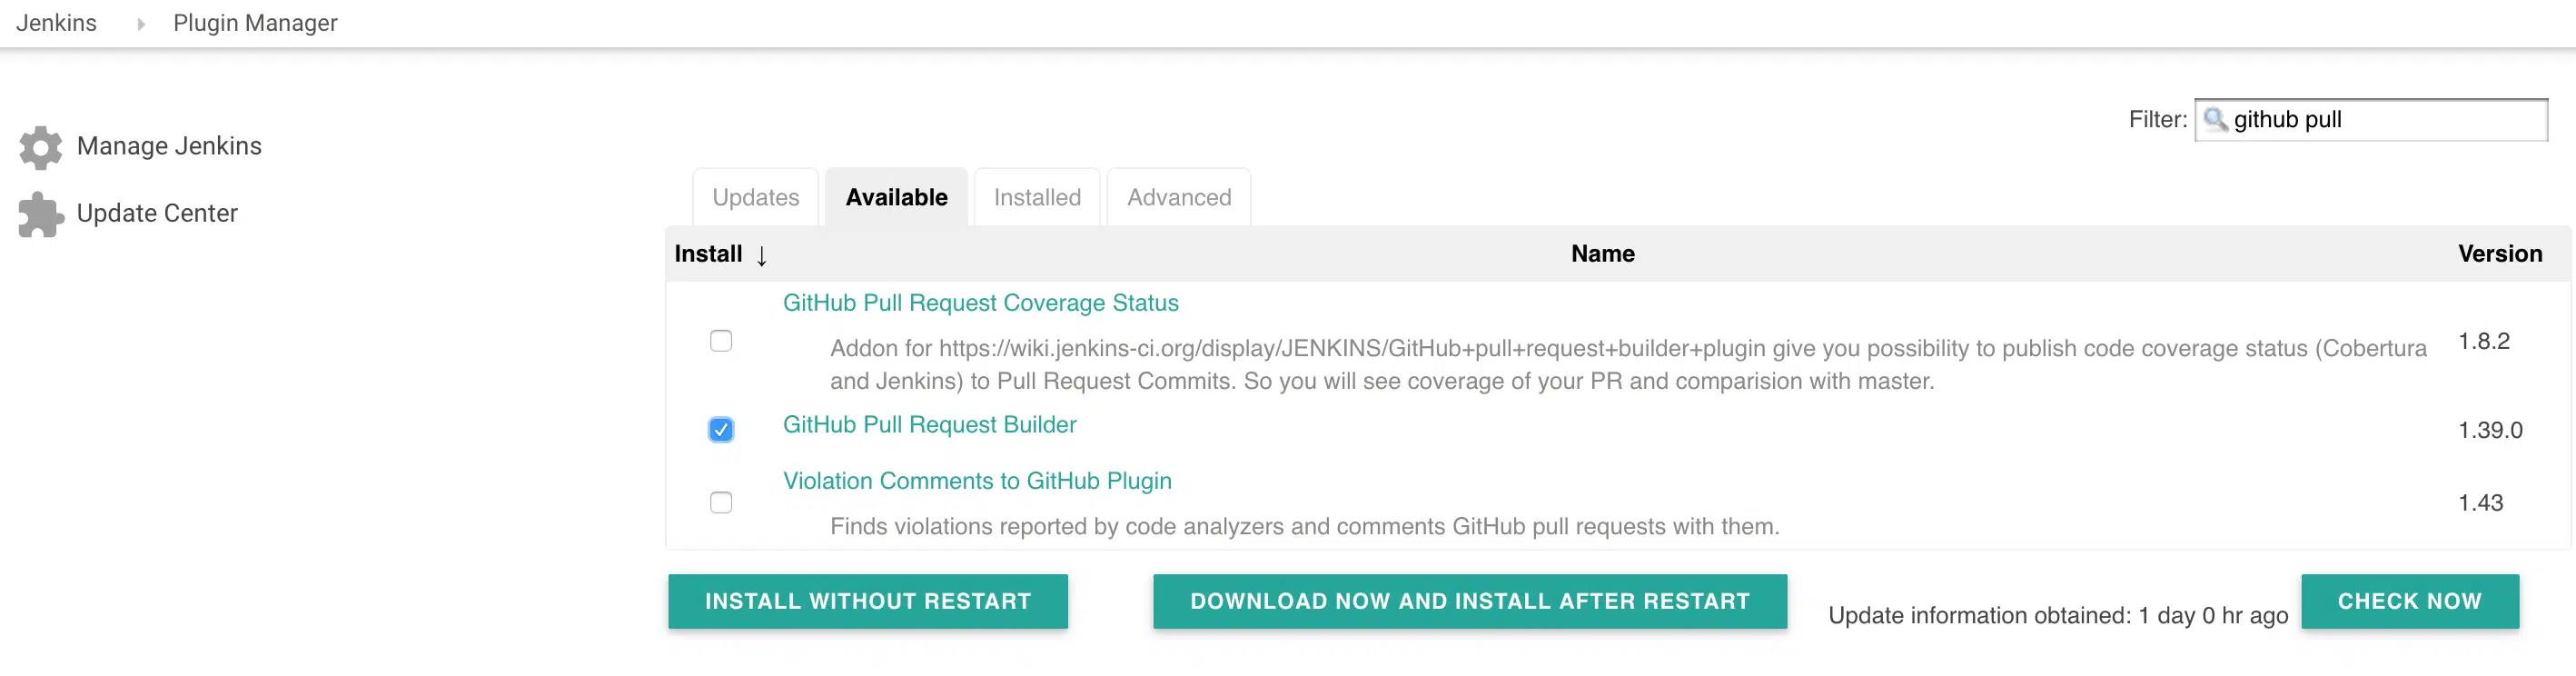 Jenkins Plugin Manager
Filter: github pull
Manage Jenkins
Update Center
Updates Available Installed Advanced
Install ↓ Name Version
GitHub Pull Request Coverage Status
Addon for https://wiki.jenkins-ci.org/display/JENKINS/GitHub+pull+request+builder+plugin give you possibility to publish code coverage status (Cobertura
and Jenkins) to Pull Request Commits. So you will see coverage of your PR and comparision with master.
1.8.2
GitHub Pull Request Builder
1.39.0
Violation Comments to GitHub Plugin
Finds violations reported by code analyzers and comments GitHub pull requests with them.
1.43
INSTALL WITHOUT RESTART DOWNLOAD NOW AND INSTALL AFTER RESTART Update information obtained: 1 day 0 hr ago CHECK NOW